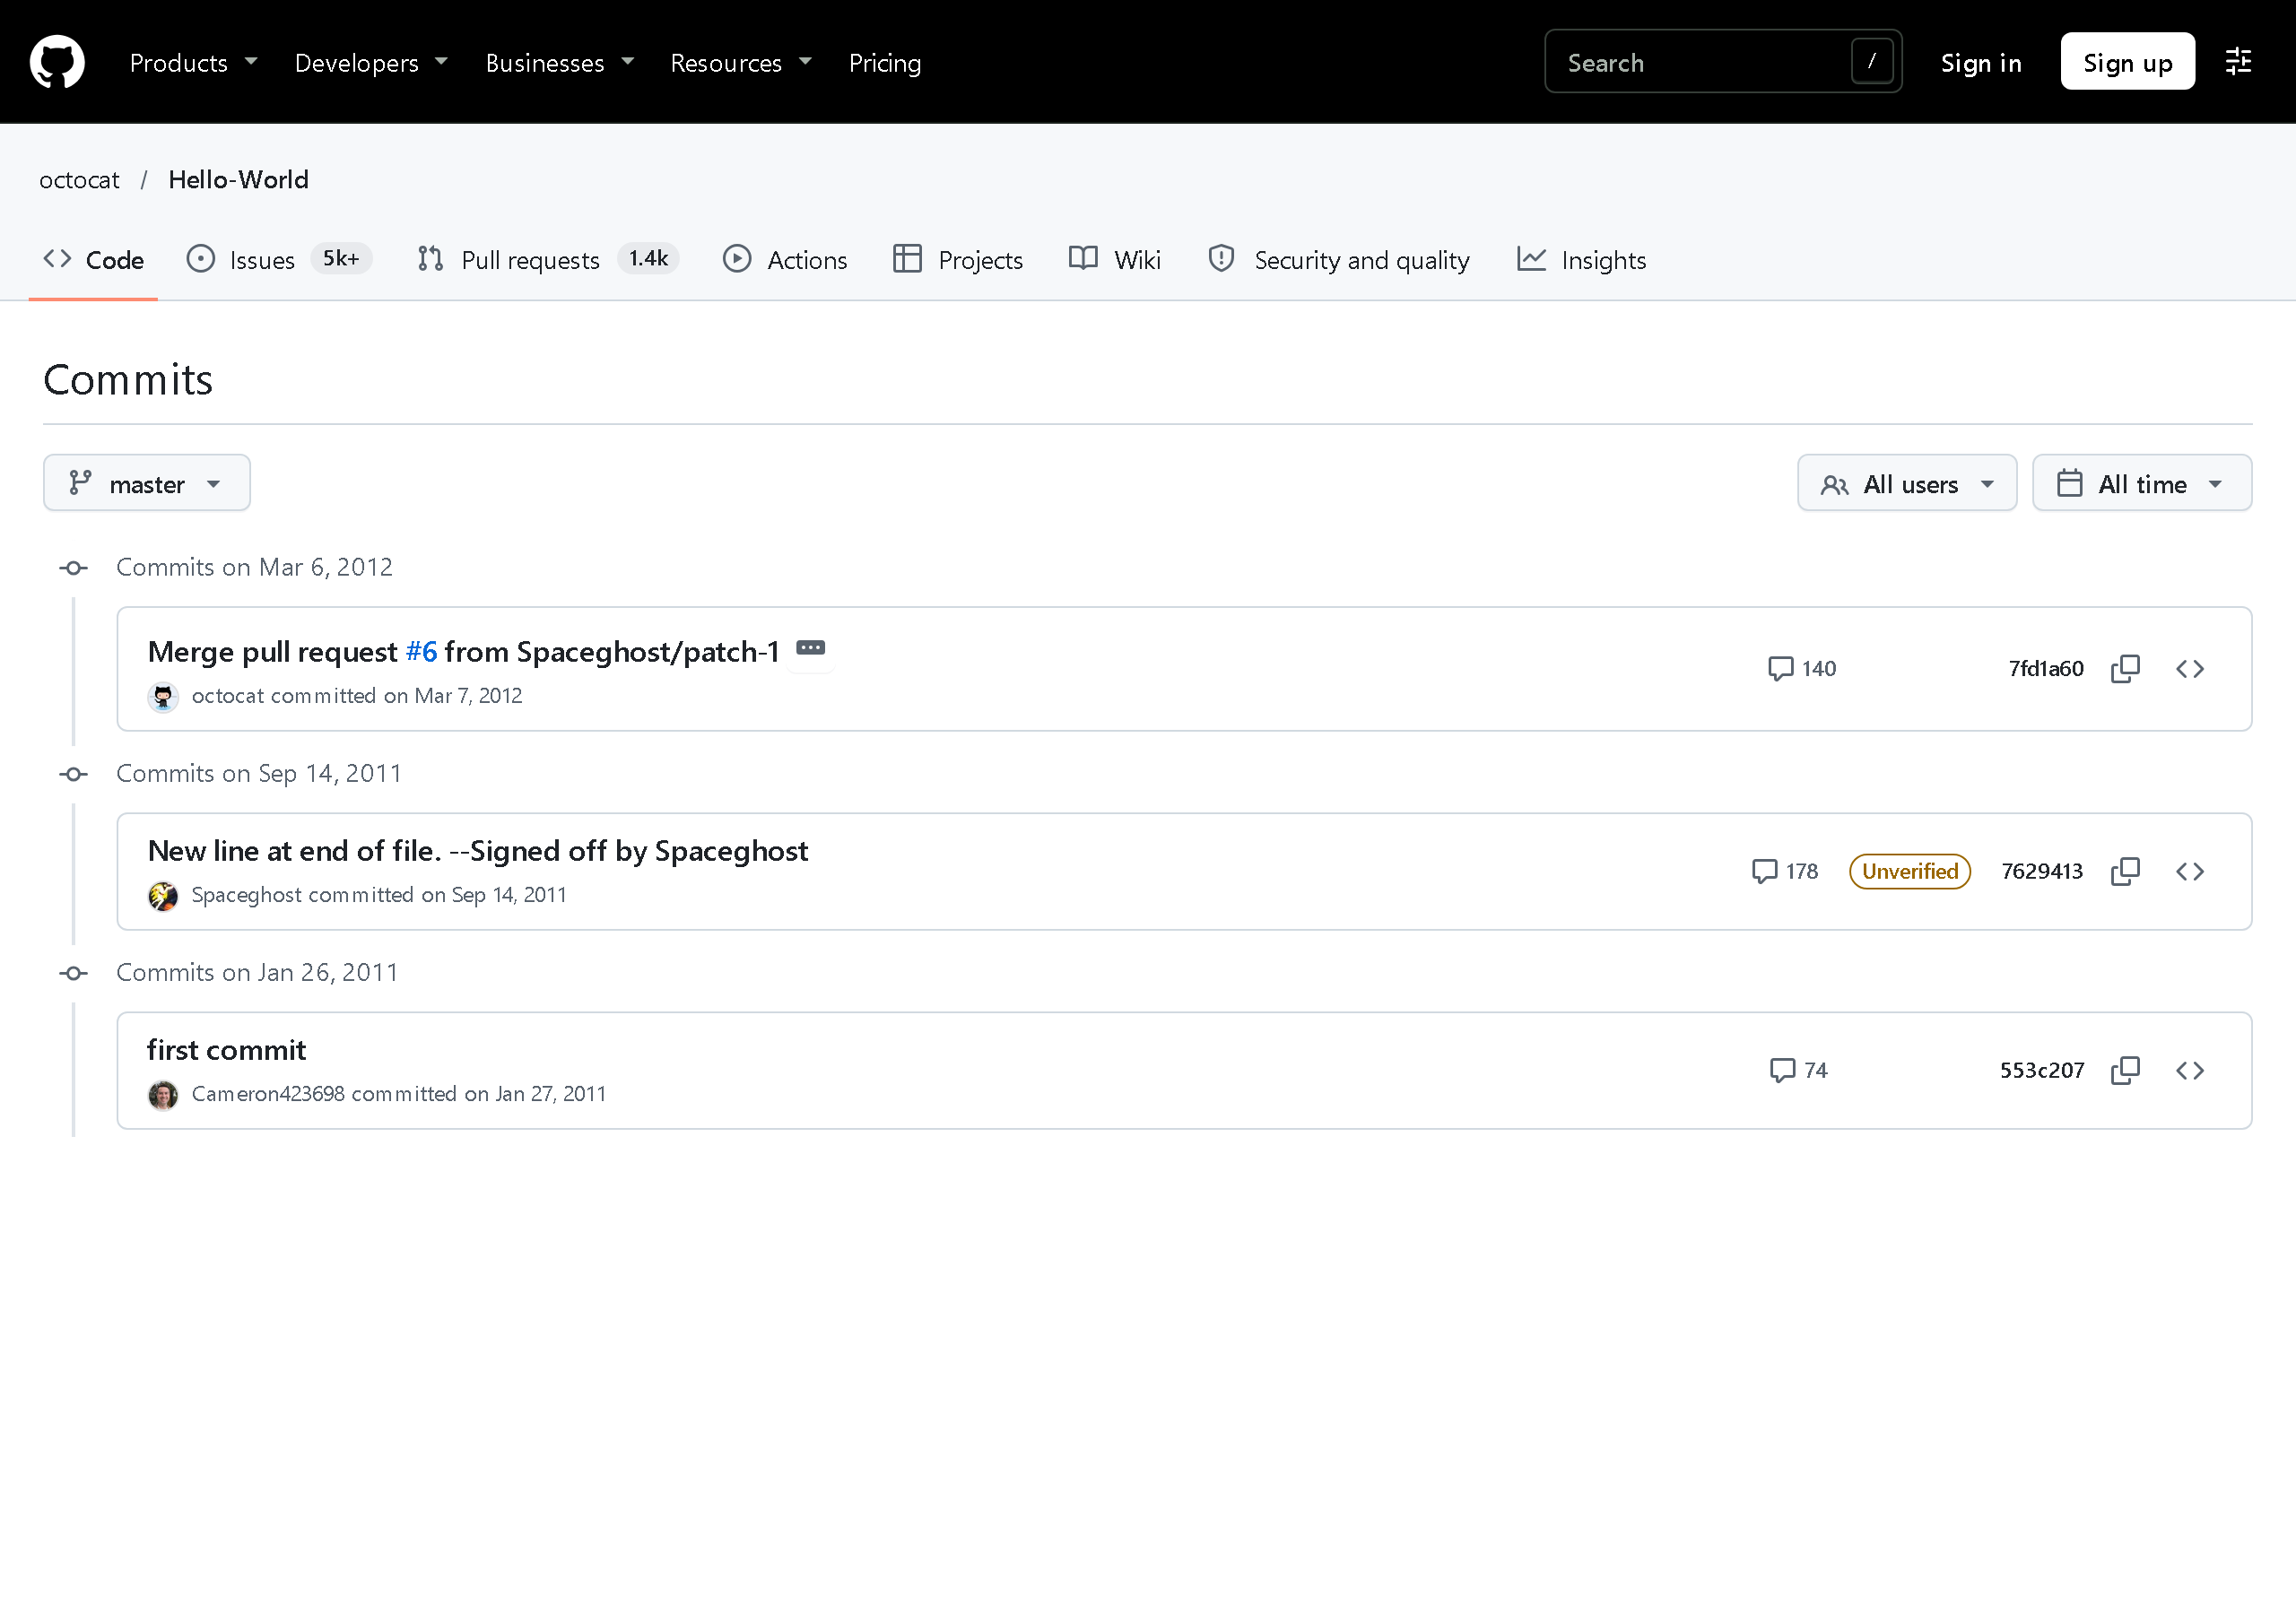 Products Developers Businesses Resources Pricing Search / Sign in Sign up
octocat / Hello-World
Code Issues 5k+ Pull requests 1.4k Actions Projects Wiki Security and quality Insights
Commits
master All users All time
Commits on Mar 6, 2012
Merge pull request #6 from Spaceghost/patch-1
octocat committed on Mar 7, 2012
140 7fd1a60
Commits on Sep 14, 2011
New line at end of file. --Signed off by Spaceghost
Spaceghost committed on Sep 14, 2011
178 Unverified 7629413
Commits on Jan 26, 2011
first commit
Cameron423698 committed on Jan 27, 2011
74 553c207